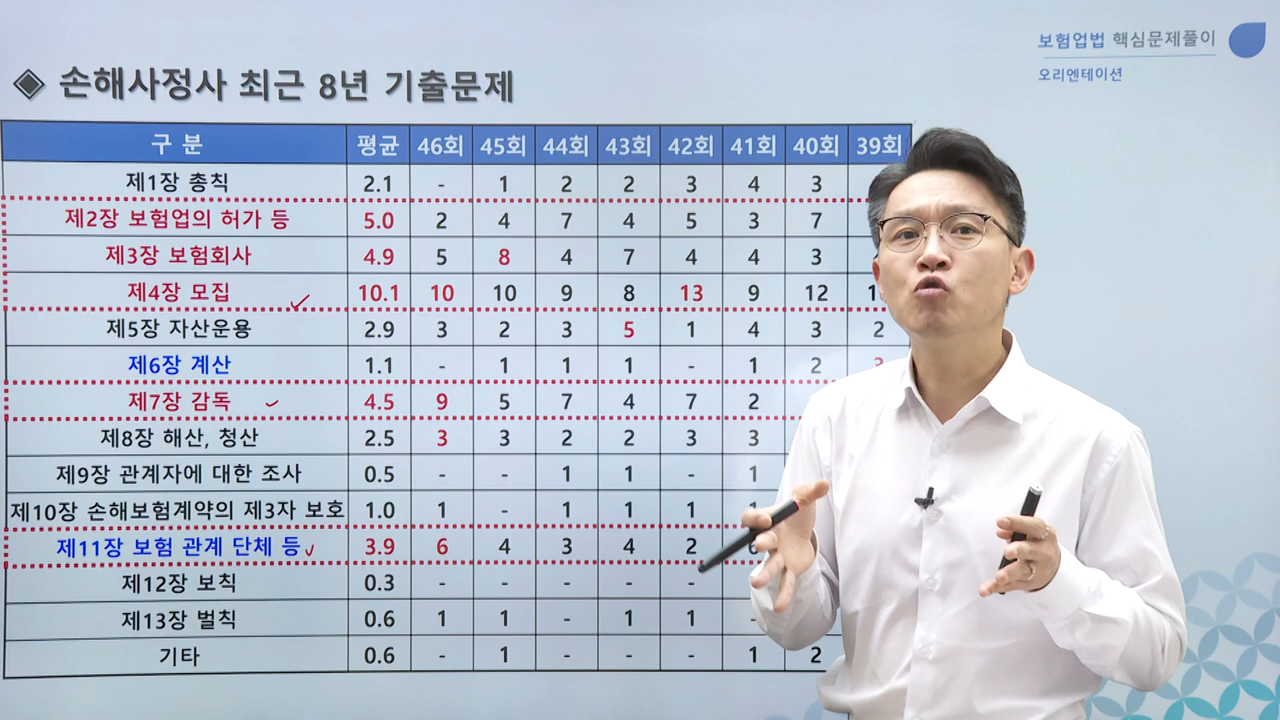 보험업법 핵심문제풀이
오리엔테이션
◈ 손해사정사 최근 8년 기출문제
구 분 평균 46회 45회 44회 43회 42회 41회 40회 39회
제1장 총칙 2.1 - 1 2 2 3 4 3
제2장 보험업의 허가 등 5.0 2 4 7 4 5 3 7
제3장 보험회사 4.9 5 8 4 7 4 4 3
제4장 모집 10.1 10 10 9 8 13 9 12
제5장 자산운용 2.9 3 2 3 5 1 4 3 2
제6장 계산 1.1 - 1 1 1 - 1 2
제7장 감독 4.5 9 5 7 4 7 2
제8장 해산, 청산 2.5 3 3 2 2 3 3
제9장 관계자에 대한 조사 0.5 - - 1 1 - 1
제10장 손해보험계약의 제3자 보호 1.0 1 - 1 1 1
제11장 보험 관계 단체 등 3.9 6 4 3 4 2
제12장 보칙 0.3 - - - - -
제13장 벌칙 0.6 1 1 - 1 1
기타 0.6 - 1 - - - 1 2